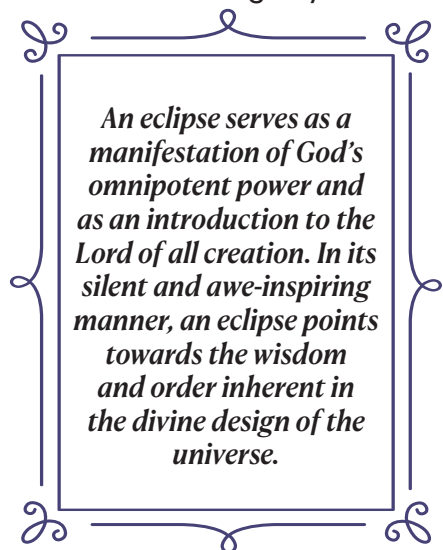 An eclipse serves as a
manifestation of God’s
omnipotent power and
as an introduction to the
Lord of all creation. In its
silent and awe-inspiring
manner, an eclipse points
towards the wisdom
and order inherent in
the divine design of the
universe.